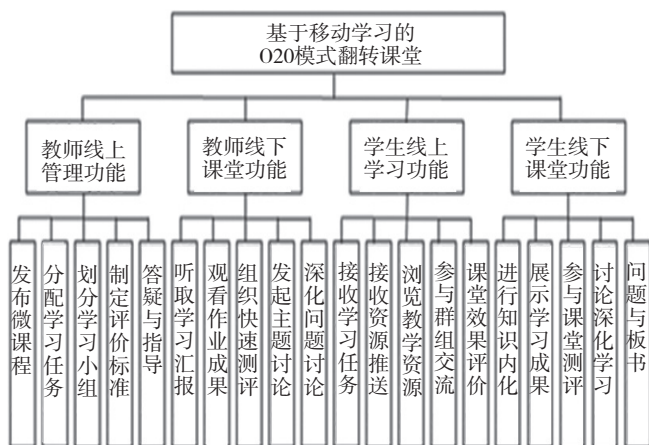 基于移动学习的
O2O模式翻转课堂
教师线上
管理功能
教师线下
课堂功能
学生线上
学习功能
学生线下
课堂功能
发布微课程
分配学习任务
划分学习小组
制定评价标准
答疑与指导
听取学习汇报
观看作业成果
组织快速测评
发起主题讨论
深化问题讨论
接收学习任务
接收资源推送
浏览教学资源
参与群组交流
课堂效果评价
进行知识内化
展示学习成果
参与课堂测评
讨论深化学习
问题与板书